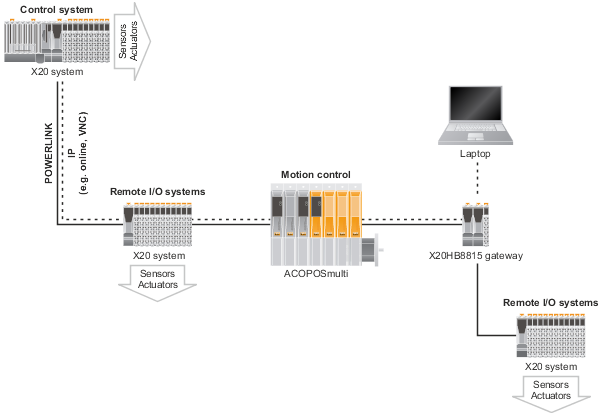 Control system
Sensors
Actuators
X20 system
POWERLINK
IP
(e.g. online, VNC)
Laptop
Motion control
Remote I/O systems
X20 system
Sensors
Actuators
ACOPOSmulti
X20HB8815 gateway
Remote I/O systems
X20 system
Sensors
Actuators